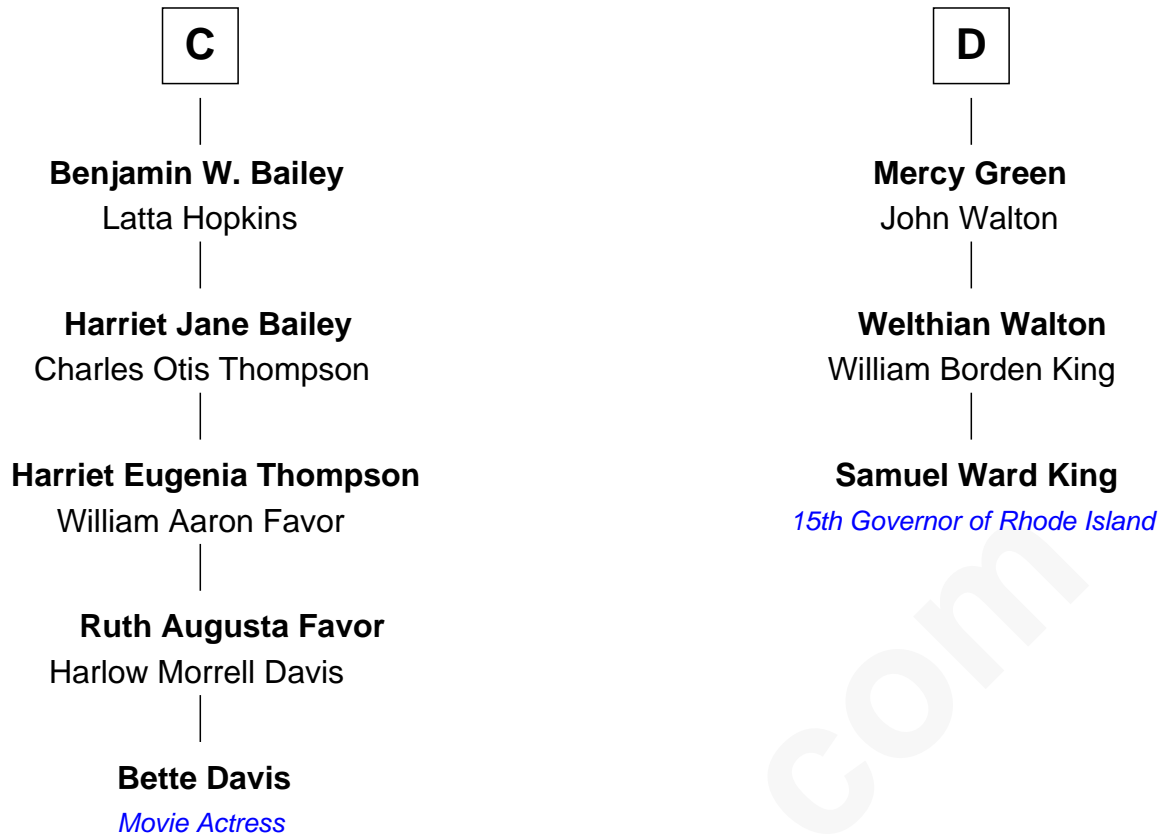 C
Benjamin W. Bailey
Latta Hopkins
Harriet Jane Bailey
Charles Otis Thompson
Harriet Eugenia Thompson
William Aaron Favor
Ruth Augusta Favor
Harlow Morrell Davis
Bette Davis
Movie Actress
D
Mercy Green
John Walton
Welthian Walton
William Borden King
Samuel Ward King
15th Governor of Rhode Island
com